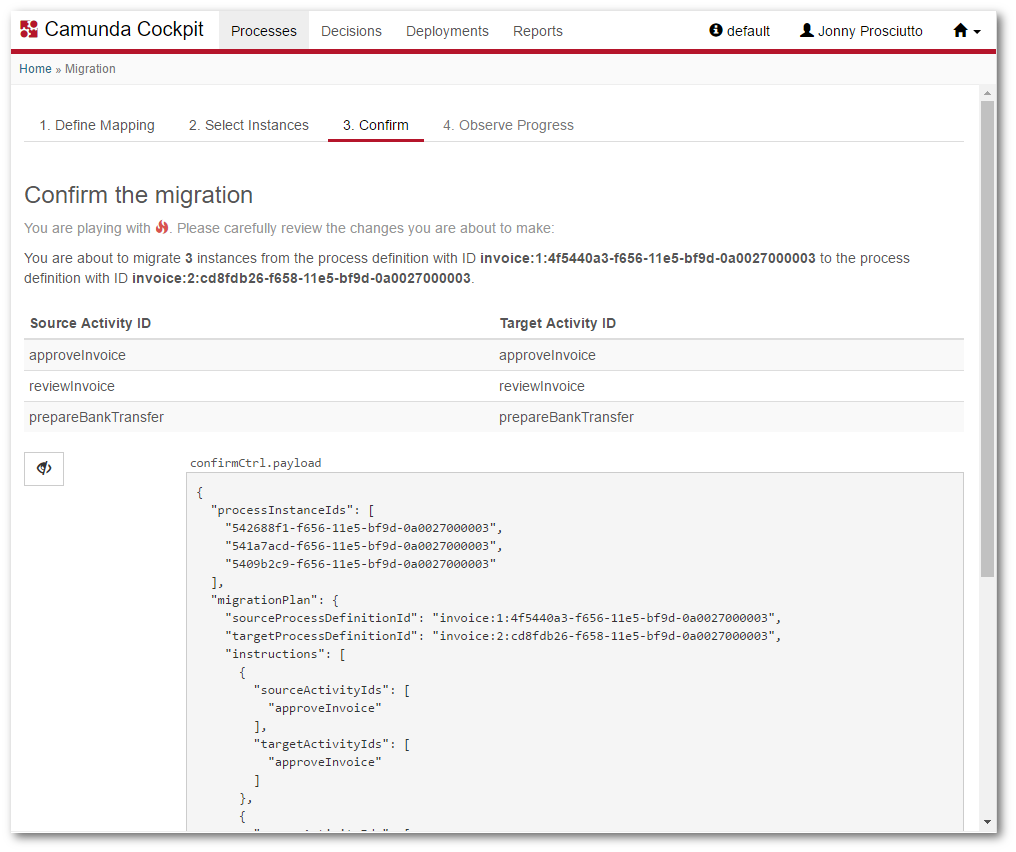 Camunda Cockpit Processes Decisions Deployments Reports default Jonny Prosciutto
Home » Migration
1. Define Mapping 2. Select Instances 3. Confirm 4. Observe Progress
Confirm the migration
You are playing with . Please carefully review the changes you are about to make:
You are about to migrate 3 instances from the process definition with ID invoice:1:4f5440a3-f656-11e5-bf9d-0a0027000003 to the process
definition with ID invoice:2:cd8fdb26-f658-11e5-bf9d-0a0027000003.
Source Activity ID Target Activity ID
approveInvoice approveInvoice
reviewInvoice reviewInvoice
prepareBankTransfer prepareBankTransfer
confirmCtrl.payload
{
"processInstanceIds": [
"542688f1-f656-11e5-bf9d-0a0027000003",
"541a7acd-f656-11e5-bf9d-0a0027000003",
"5409b2c9-f656-11e5-bf9d-0a0027000003"
],
"migrationPlan": {
"sourceProcessDefinitionId": "invoice:1:4f5440a3-f656-11e5-bf9d-0a0027000003",
"targetProcessDefinitionId": "invoice:2:cd8fdb26-f658-11e5-bf9d-0a0027000003",
"instructions": [
{
"sourceActivityIds": [
"approveInvoice"
],
"targetActivityIds": [
"approveInvoice"
]
},
{